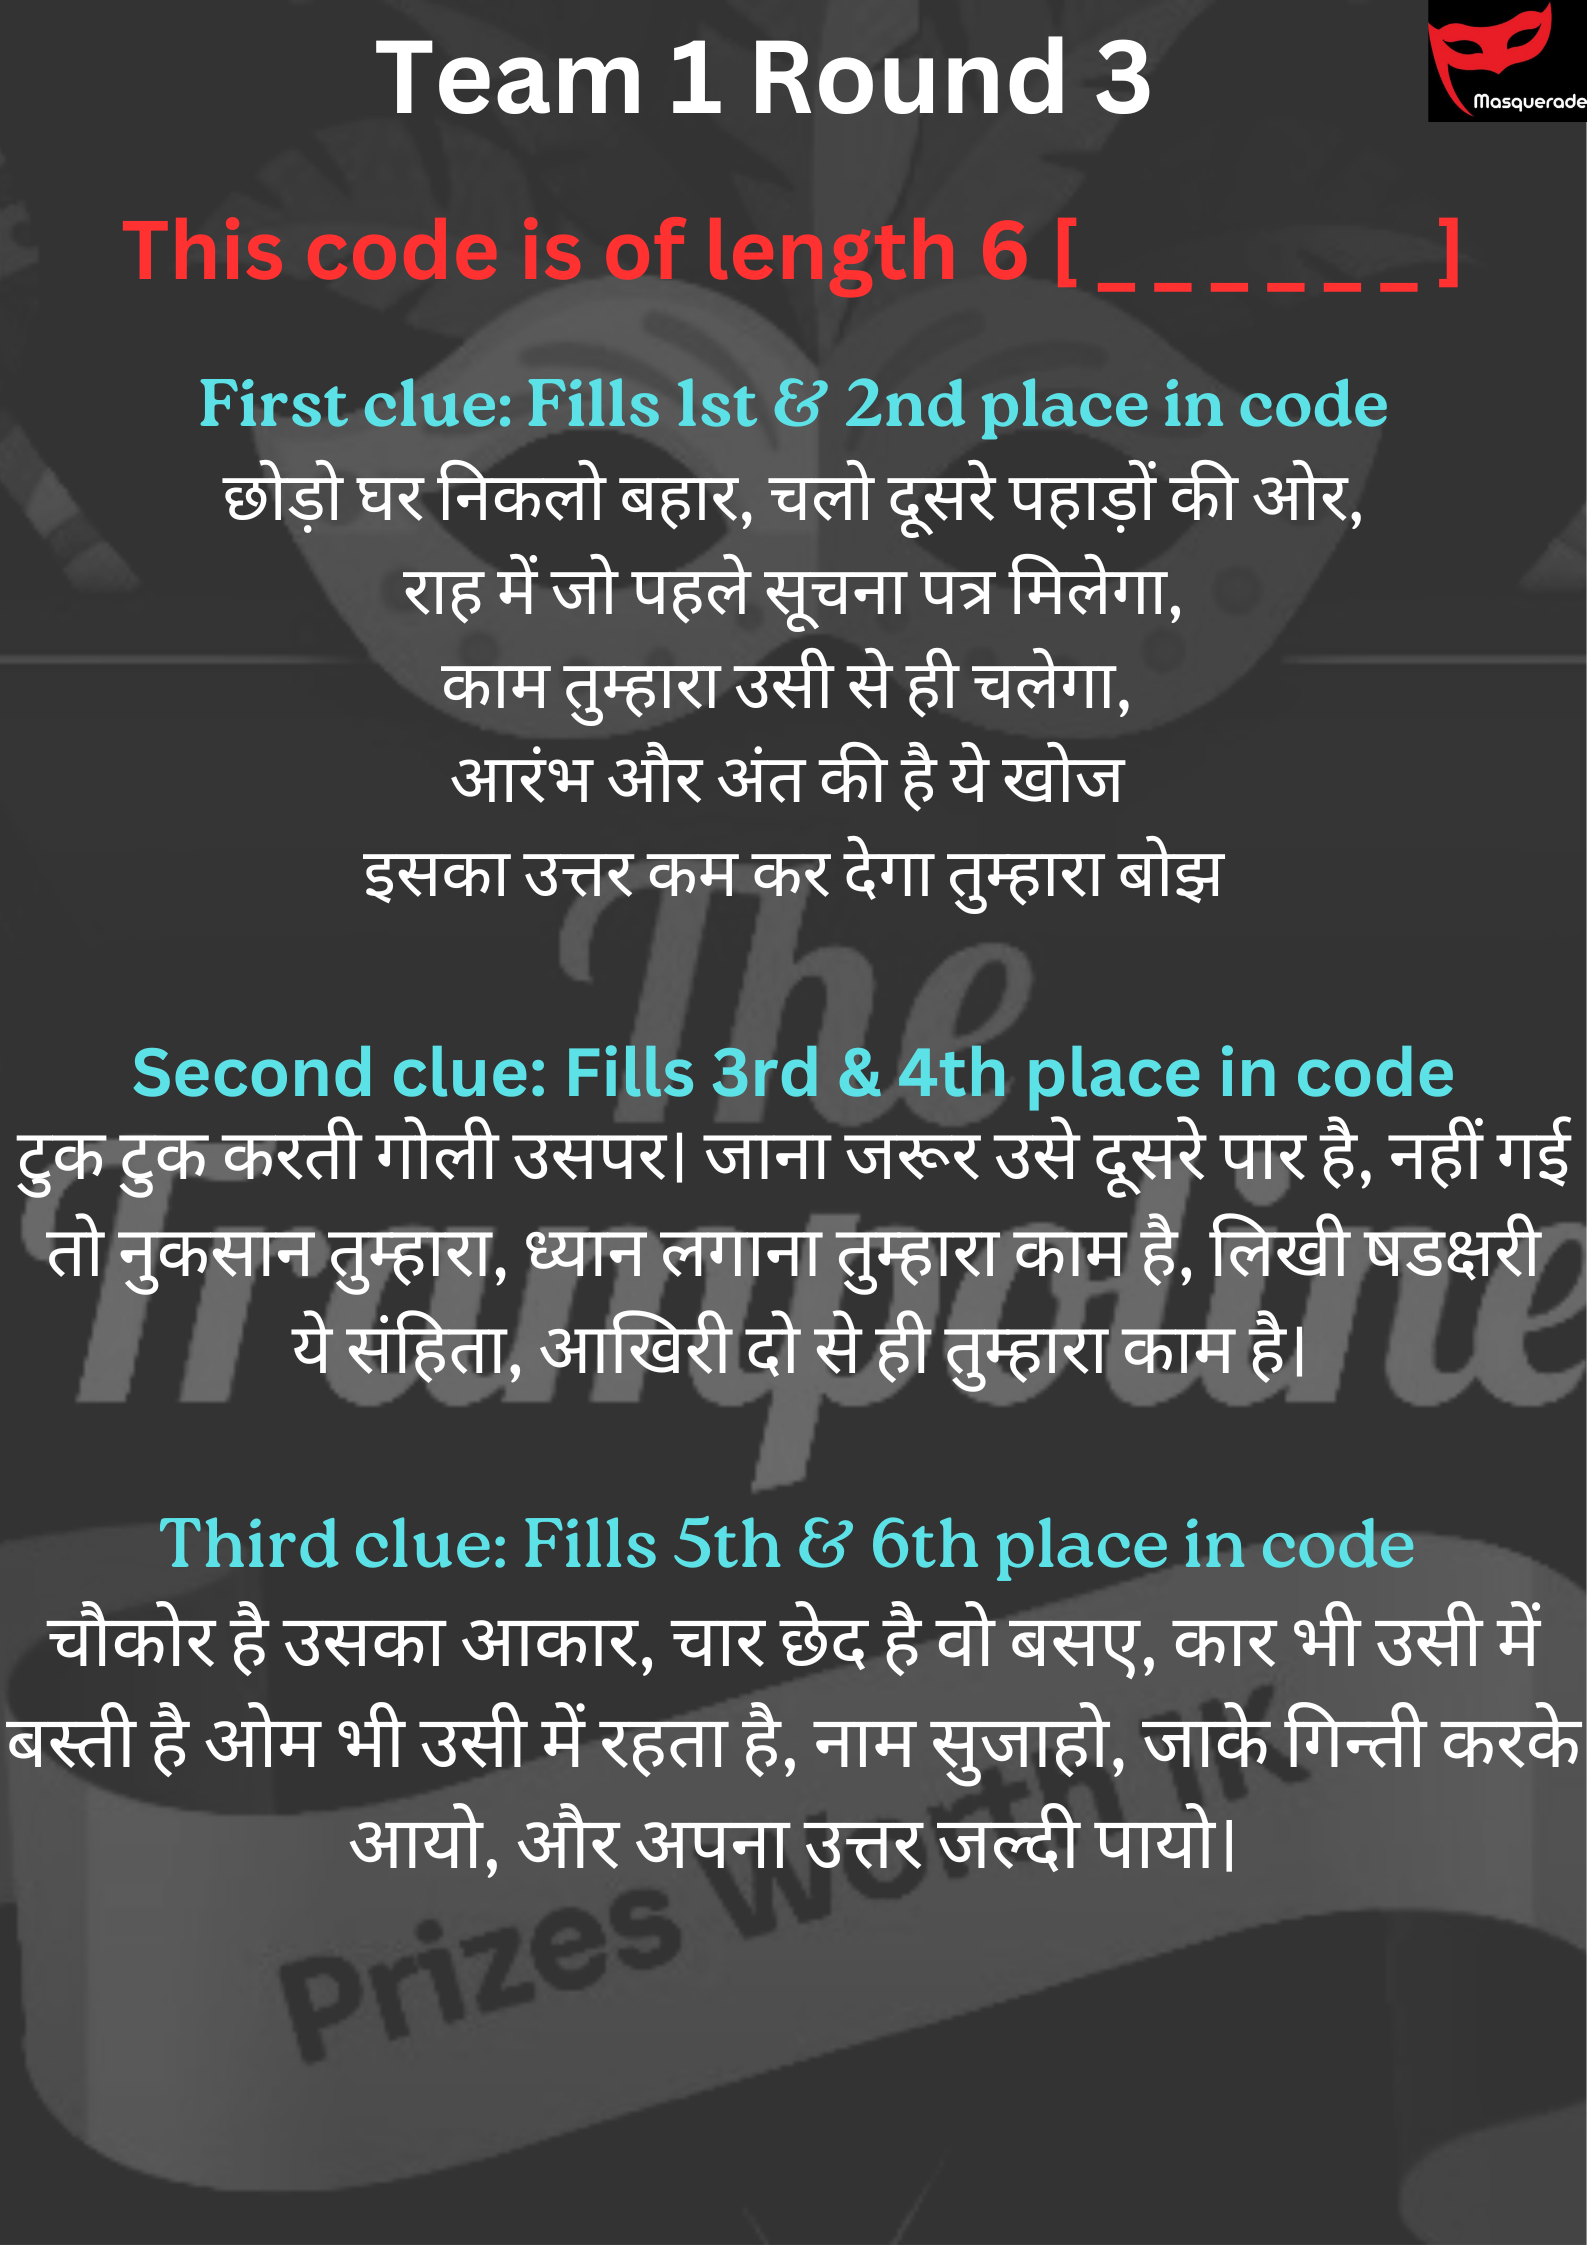 Team 1 Round 3
Masquerade
This code is of length 6 [ _ _ _ _ _ _ ]
First clue: Fills 1st & 2nd place in code
छोड़ो घर निकलो बहार, चलो दूसरे पहाड़ों की ओर,
राह में जो पहले सूचना पत्र मिलेगा,
काम तुम्हारा उसी से ही चलेगा,
आरंभ और अंत की है ये खोज
इसका उत्तर कम कर देगा तुम्हारा बोझ
The
Second clue: Fills 3rd & 4th place in code
टुक टुक करती गोली उसपर| जाना जरूर उसे दूसरे पार है, नहीं गई
तो नुकसान तुम्हारा, ध्यान लगाना तुम्हारा काम है, लिखी षडक्षरी
ये संहिता, आखिरी दो से ही तुम्हारा काम है|
Trampoline
Third clue: Fills 5th & 6th place in code
चौकोर है उसका आकार, चार छेद है वो बसए, कार भी उसी में
बस्ती है ओम भी उसी में रहता है, नाम सुजाहो, जाके गिन्ती करके
आयो, और अपना उत्तर जल्दी पायो|
Prizes Worth 1K